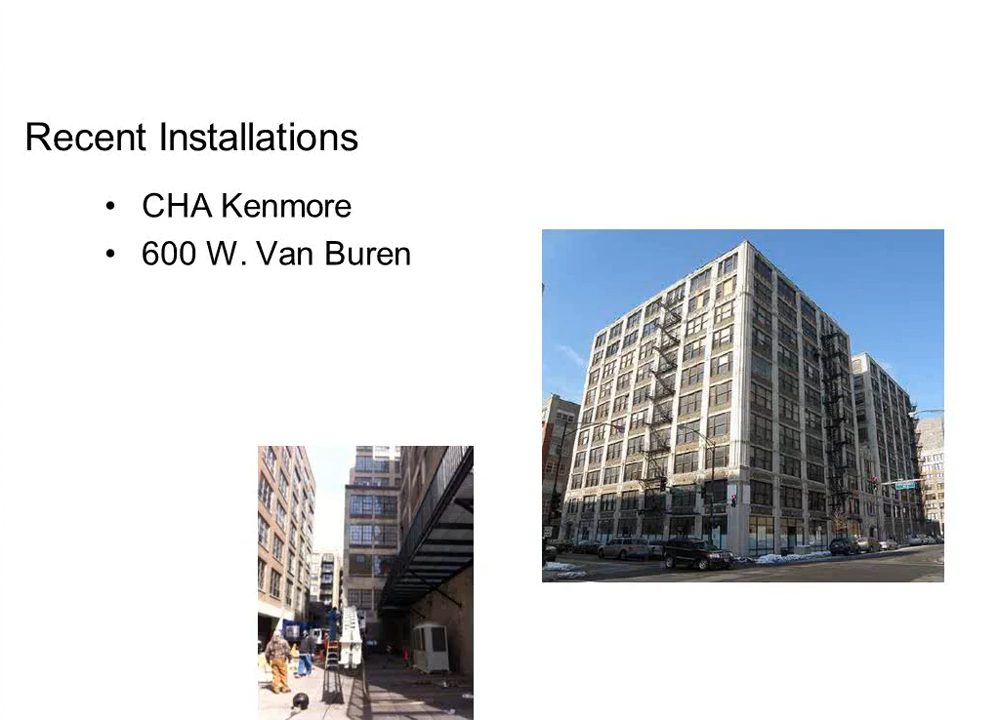 Recent Installations
• CHA Kenmore
• 600 W. Van Buren